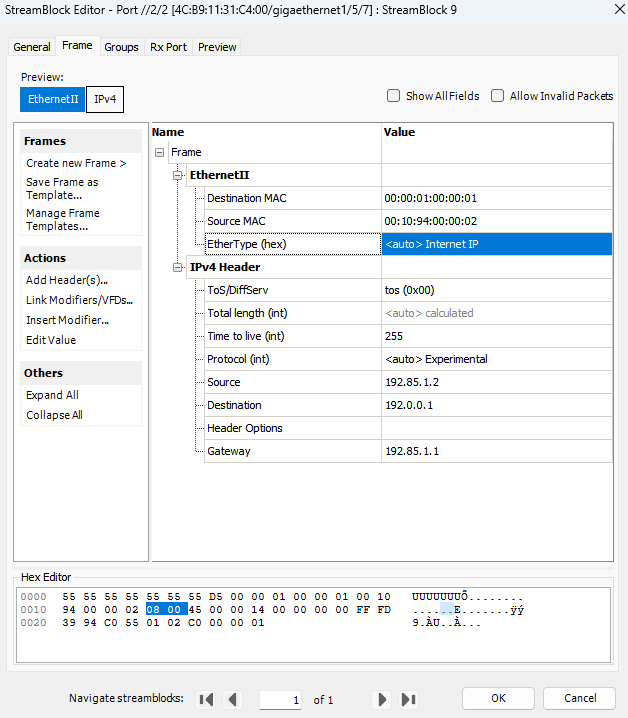 StreamBlock Editor - Port //2/2 [4C:B9:11:31:C4:00/gigaethernet1/5/7] : StreamBlock 9
General Frame Groups Rx Port Preview
Preview:
EthernetII IPv4
Show All Fields Allow Invalid Packets
Frames
Create new Frame >
Save Frame as
Template...
Manage Frame
Templates...
Actions
Add Header(s)...
Link Modifiers/VFDs...
Insert Modifier...
Edit Value
Others
Expand All
Collapse All
Name Value
Frame
EthernetII
Destination MAC 00:00:01:00:00:01
Source MAC 00:10:94:00:00:02
EtherType (hex) <auto> Internet IP
IPv4 Header
ToS/DiffServ tos (0x00)
Total length (int) <auto> calculated
Time to live (int) 255
Protocol (int) <auto> Experimental
Source 192.85.1.2
Destination 192.0.0.1
Header Options
Gateway 192.85.1.1
Hex Editor
0000 55 55 55 55 55 55 55 D5 00 00 01 00 00 01 00 10 UUUUUUUÕ........
0010 94 00 00 02 08 00 45 00 00 14 00 00 00 00 FF FD ......E.......ÿý
0020 39 94 C0 55 01 02 C0 00 00 01 9.ÀU..À...
Navigate streamblocks: 1 of 1 OK Cancel